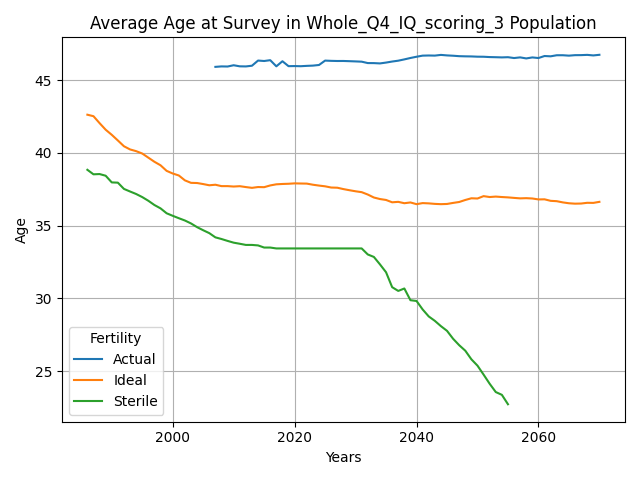 Average Age at Survey in Whole_Q4_IQ_scoring_3 Population
45
40
35
30
25
Age
Fertility
Actual
Ideal
Sterile
2000 2020 2040 2060
Years